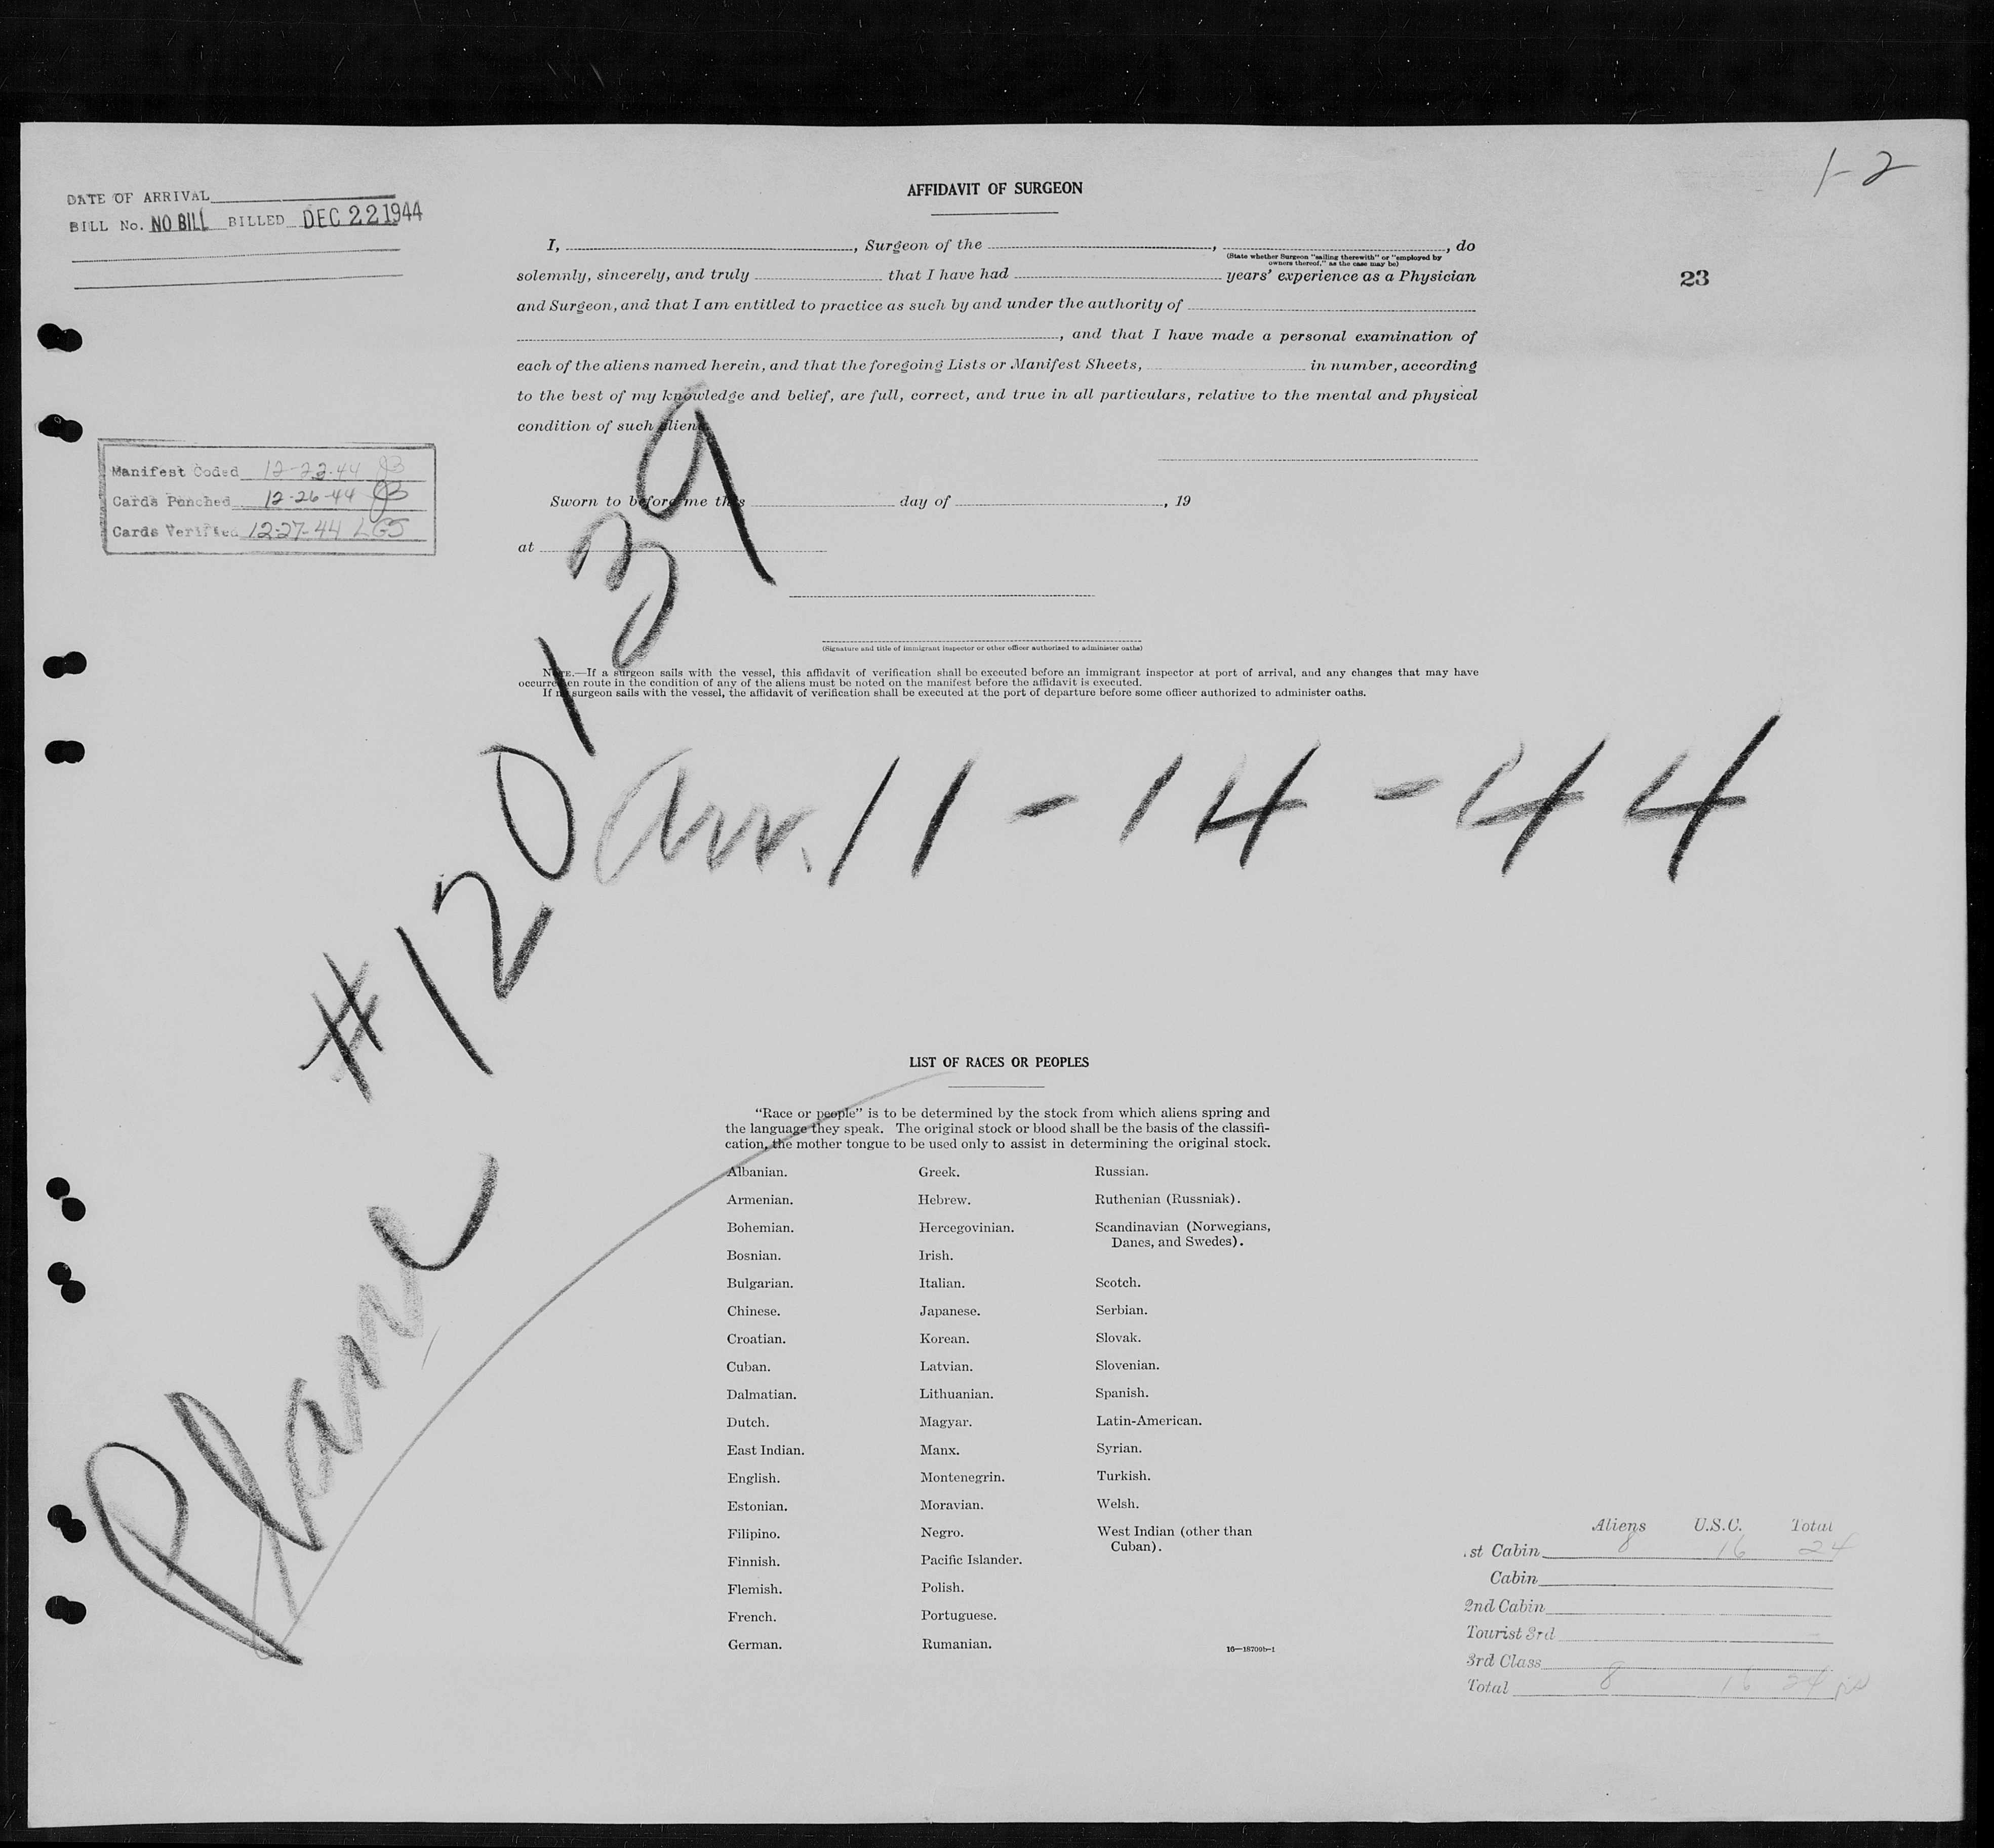 1-2
DATE OF ARRIVAL
BILL No. NO BILL BILLED DEC 22 1944
AFFIDAVIT OF SURGEON
I, , Surgeon of the , , do
(State whether Surgeon "sailing therewith" or "employed by
owners thereof," as the case may be)
solemnly, sincerely, and truly that I have had years' experience as a Physician
23
and Surgeon, and that I am entitled to practice as such by and under the authority of
, and that I have made a personal examination of
each of the aliens named herein, and that the foregoing Lists or Manifest Sheets, in number, according
to the best of my knowledge and belief, are full, correct, and true in all particulars, relative to the mental and physical
condition of such aliens.
Manifest Coded 12-22-44 JB
Cards Punched 12-26-44 JB
Cards Verified 12-27-44 LGJ
Sworn to before me this day of , 19
at
(Signature and title of immigrant inspector or other officer authorized to administer oaths)
NOTE.—If a surgeon sails with the vessel, this affidavit of verification shall be executed before an immigrant inspector at port of arrival, and any changes that may have
occurred en route in the condition of any of the aliens must be noted on the manifest before the affidavit is executed.
If no surgeon sails with the vessel, the affidavit of verification shall be executed at the port of departure before some officer authorized to administer oaths.
Plane #120139
Arr. 11-14-44
LIST OF RACES OR PEOPLES
"Race or people" is to be determined by the stock from which aliens spring and
the language they speak. The original stock or blood shall be the basis of the classifi-
cation, the mother tongue to be used only to assist in determining the original stock.
Albanian.
Armenian.
Bohemian.
Bosnian.
Bulgarian.
Chinese.
Croatian.
Cuban.
Dalmatian.
Dutch.
East Indian.
English.
Estonian.
Filipino.
Finnish.
Flemish.
French.
German.
Greek.
Hebrew.
Hercegovinian.
Irish.
Italian.
Japanese.
Korean.
Latvian.
Lithuanian.
Magyar.
Manx.
Montenegrin.
Moravian.
Negro.
Pacific Islander.
Polish.
Portuguese.
Rumanian.
Russian.
Ruthenian (Russniak).
Scandinavian (Norwegians,
Danes, and Swedes).
Scotch.
Serbian.
Slovak.
Slovenian.
Spanish.
Latin-American.
Syrian.
Turkish.
Welsh.
West Indian (other than
Cuban).
16—18709b-1
Aliens U.S.C. Total
.st Cabin 8 16 24
Cabin
2nd Cabin
Tourist 3rd
3rd Class
Total 8 16 24